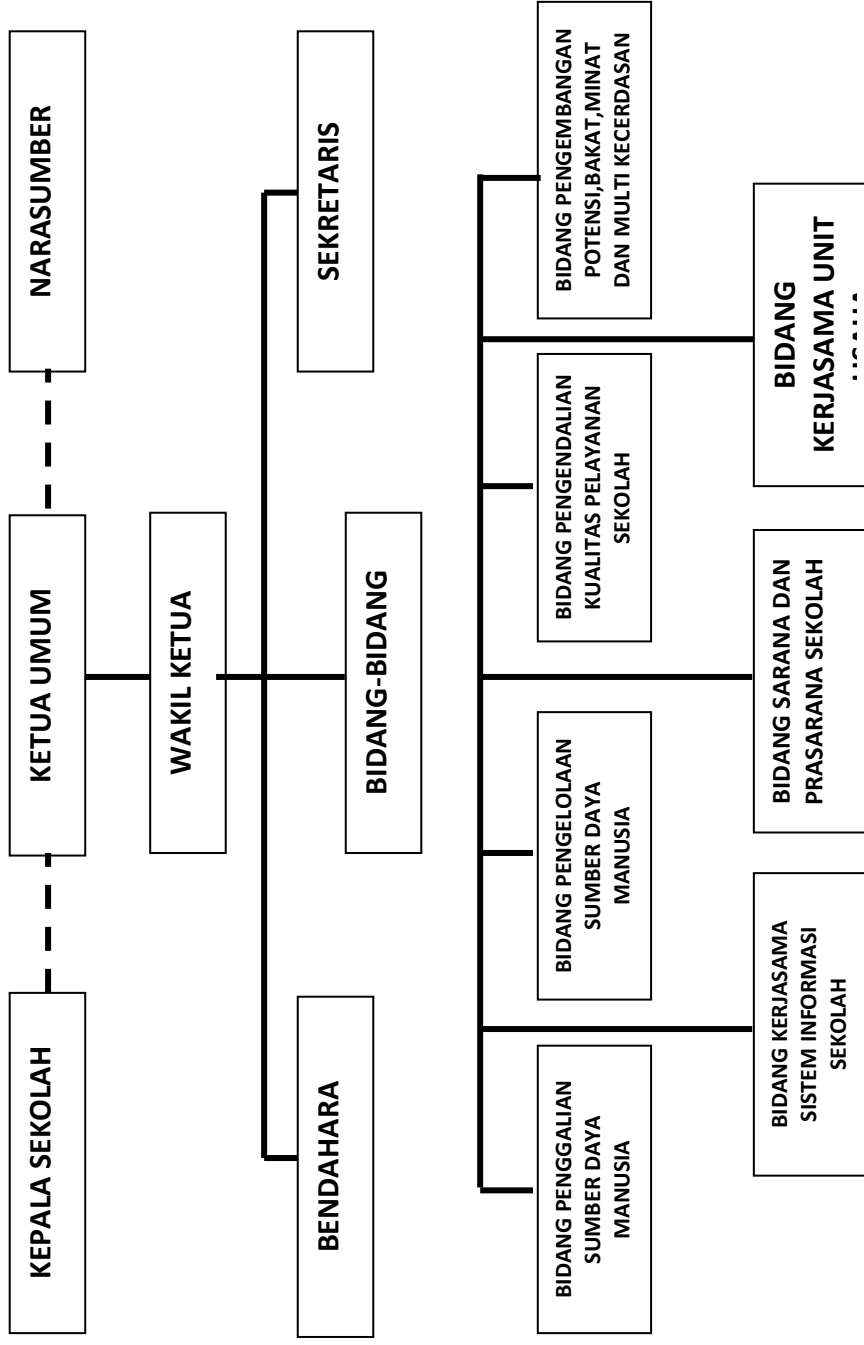 KEPALA SEKOLAH
KETUA UMUM
NARASUMBER
WAKIL KETUA
BENDAHARA
SEKRETARIS
BIDANG-BIDANG
BIDANG PENGGALIAN
SUMBER DAYA
MANUSIA
BIDANG PENGELOLAAN
SUMBER DAYA
MANUSIA
BIDANG PENGENDALIAN
KUALITAS PELAYANAN
SEKOLAH
BIDANG PENGEMBANGAN
POTENSI,BAKAT,MINAT
DAN MULTI KECERDASAN
BIDANG KERJASAMA
SISTEM INFORMASI
SEKOLAH
BIDANG SARANA DAN
PRASARANA SEKOLAH
BIDANG
KERJASAMA UNIT